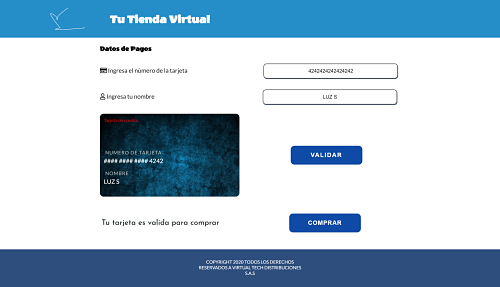 Tu Tienda Virtual
Datos de Pagos
Ingresa el número de la tarjeta
4242424242424242
Ingresa tu nombre
LUZ S
NUMERO DE TARJETA:
#### #### #### 4242
NOMBRE
LUZ S
VALIDAR
Tu tarjeta es valida para comprar
COMPRAR
COPYRIGHT 2020 TODOS LOS DERECHOS
RESERVADOS A VIRTUAL TECH DISTRIBUCIONES
S.A.S